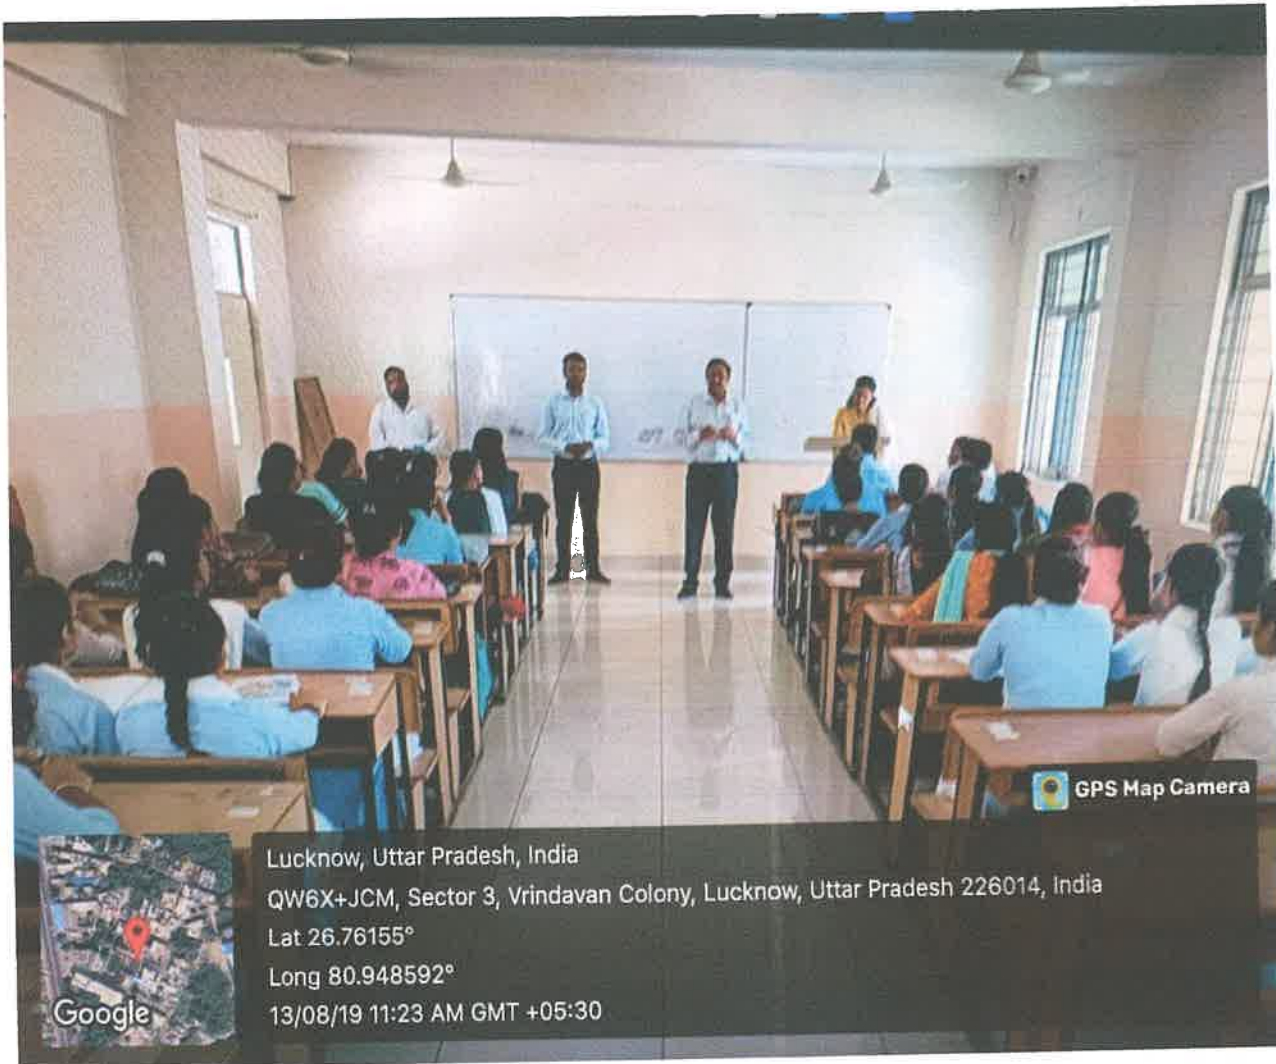 GPS Map Camera
Lucknow, Uttar Pradesh, India
QW6X+JCM, Sector 3, Vrindavan Colony, Lucknow, Uttar Pradesh 226014, India
Lat 26.76155°
Long 80.948592°
13/08/19 11:23 AM GMT +05:30
Google